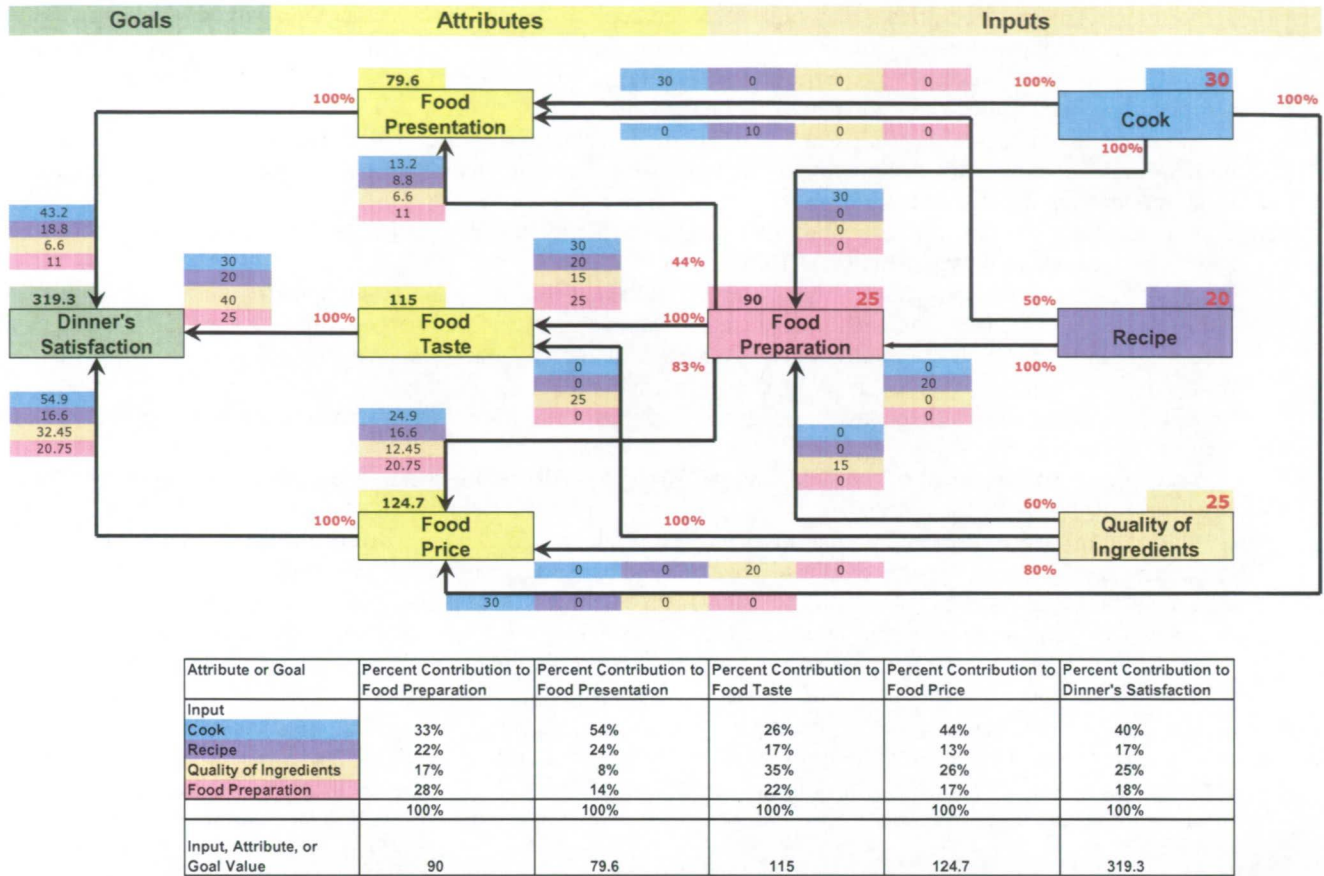 Goals Attributes Inputs
79.6 30 0 0 0 100% 30
100% 100%
Food
Presentation
Cook
0 10 0 0
100%
13.2
8.8
6.6
11
30
0
0
0
43.2
18.8
6.6
11
30
20
40
25
30
20
15
25
44%
319.3 115 90 25 50% 20
Dinner's
Satisfaction
100%
Food
Taste
100%
Food
Preparation
Recipe
83% 100%
0
0
25
0
0
20
0
0
54.9
16.6
32.45
20.75
24.9
16.6
12.45
20.75
0
0
15
0
124.7 60% 25
100% 100%
Food
Price
Quality of
Ingredients
0 0 20 0 80%
30 0 0 0
Attribute or Goal Percent Contribution to Percent Contribution to Percent Contribution to Percent Contribution to Percent Contribution to
Food Preparation Food Presentation Food Taste Food Price Dinner's Satisfaction
Input
Cook 33% 54% 26% 44% 40%
Recipe 22% 24% 17% 13% 17%
Quality of Ingredients 17% 8% 35% 26% 25%
Food Preparation 28% 14% 22% 17% 18%
100% 100% 100% 100% 100%
Input, Attribute, or
Goal Value 90 79.6 115 124.7 319.3